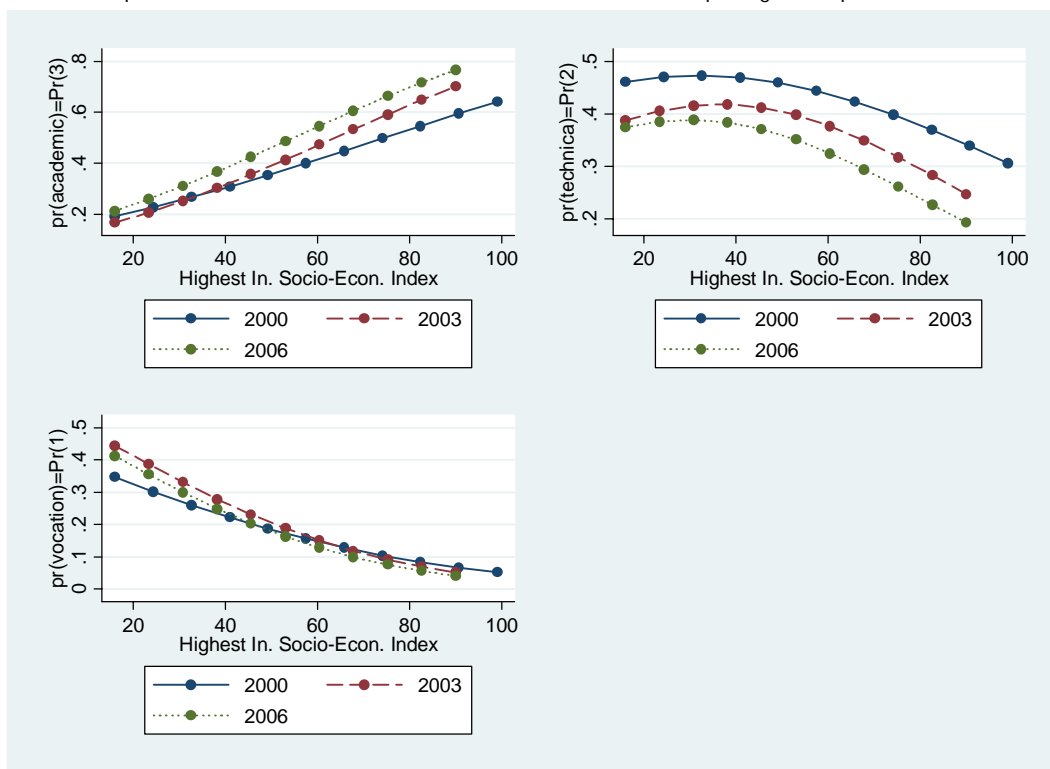 pr(academic)=Pr(3)
.2 .4 .6 .8
20 40 60 80 100
Highest In. Socio-Econ. Index
2000 2003
2006
pr(technica)=Pr(2)
.2 .3 .4 .5
20 40 60 80 100
Highest In. Socio-Econ. Index
2000 2003
2006
pr(vocation)=Pr(1)
0 .1 .2 .3 .4 .5
20 40 60 80 100
Highest In. Socio-Econ. Index
2000 2003
2006